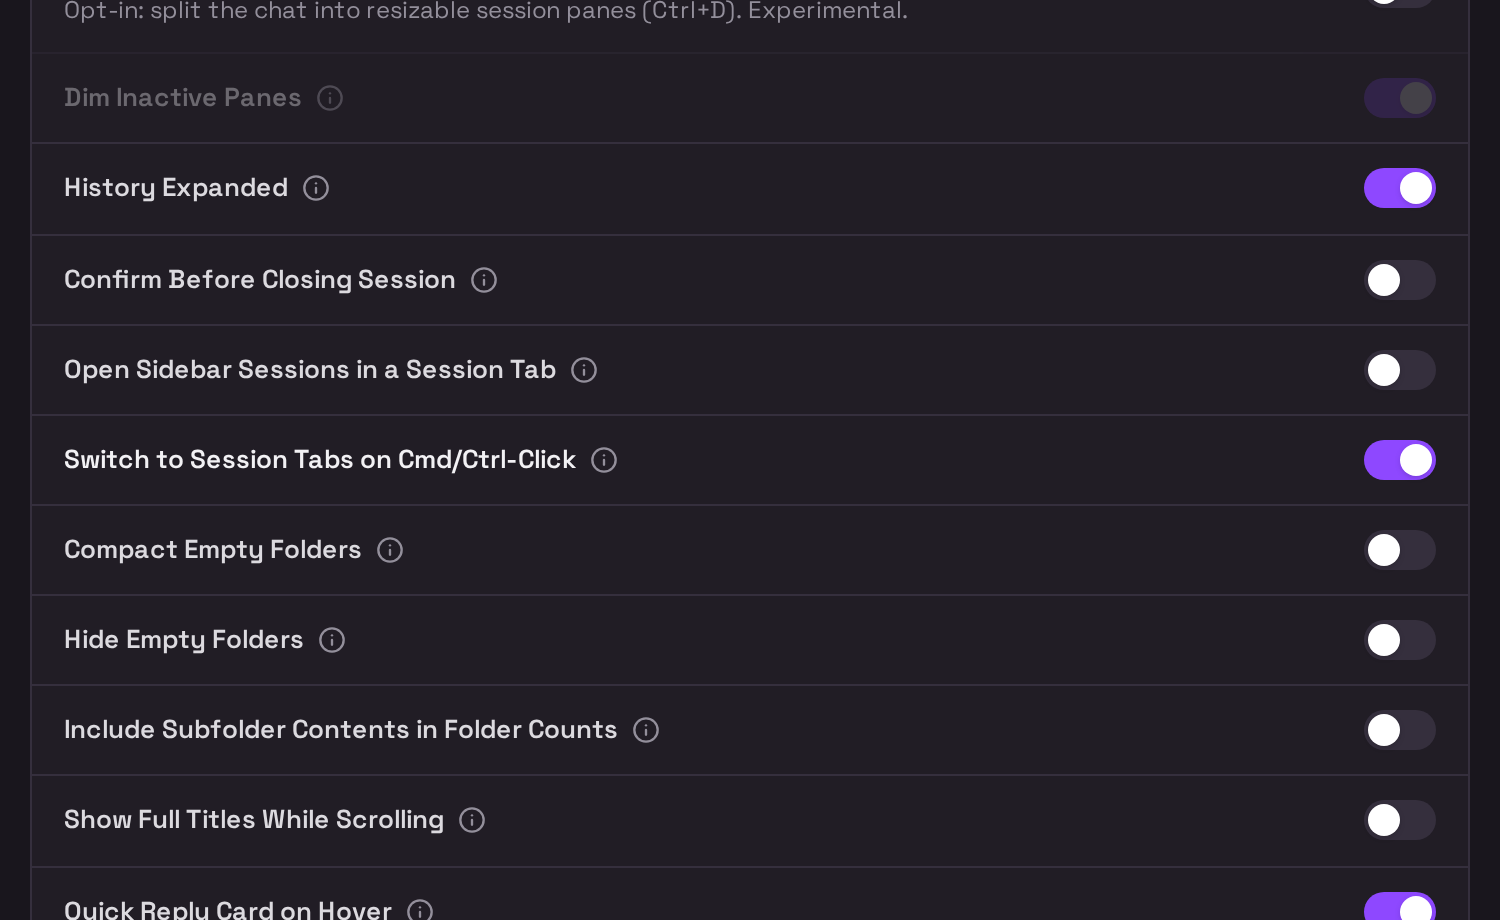 Opt-in: split the chat into resizable session panes (Ctrl+D). Experimental.
Dim Inactive Panes
History Expanded
Confirm Before Closing Session
Open Sidebar Sessions in a Session Tab
Switch to Session Tabs on Cmd/Ctrl-Click
Compact Empty Folders
Hide Empty Folders
Include Subfolder Contents in Folder Counts
Show Full Titles While Scrolling
Quick Reply Card on Hover